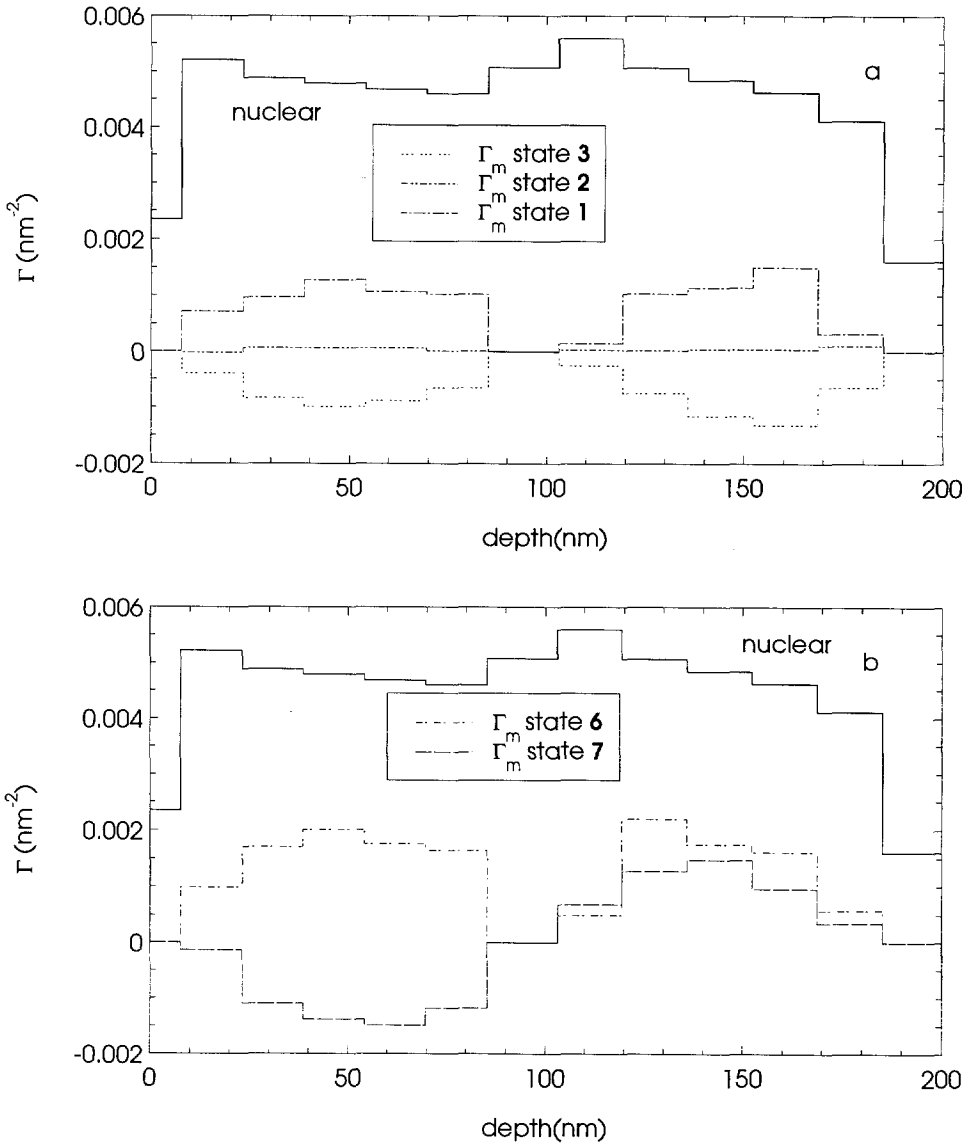 0.006
0.004
0.002
0
-0.002
Γ (nm⁻²)
a
nuclear
Γm state 3
Γm state 2
Γm state 1
0 50 100 150 200
depth(nm)
0.006
0.004
0.002
0
-0.002
Γ (nm⁻²)
nuclear
b
Γm state 6
Γm state 7
0 50 100 150 200
depth(nm)